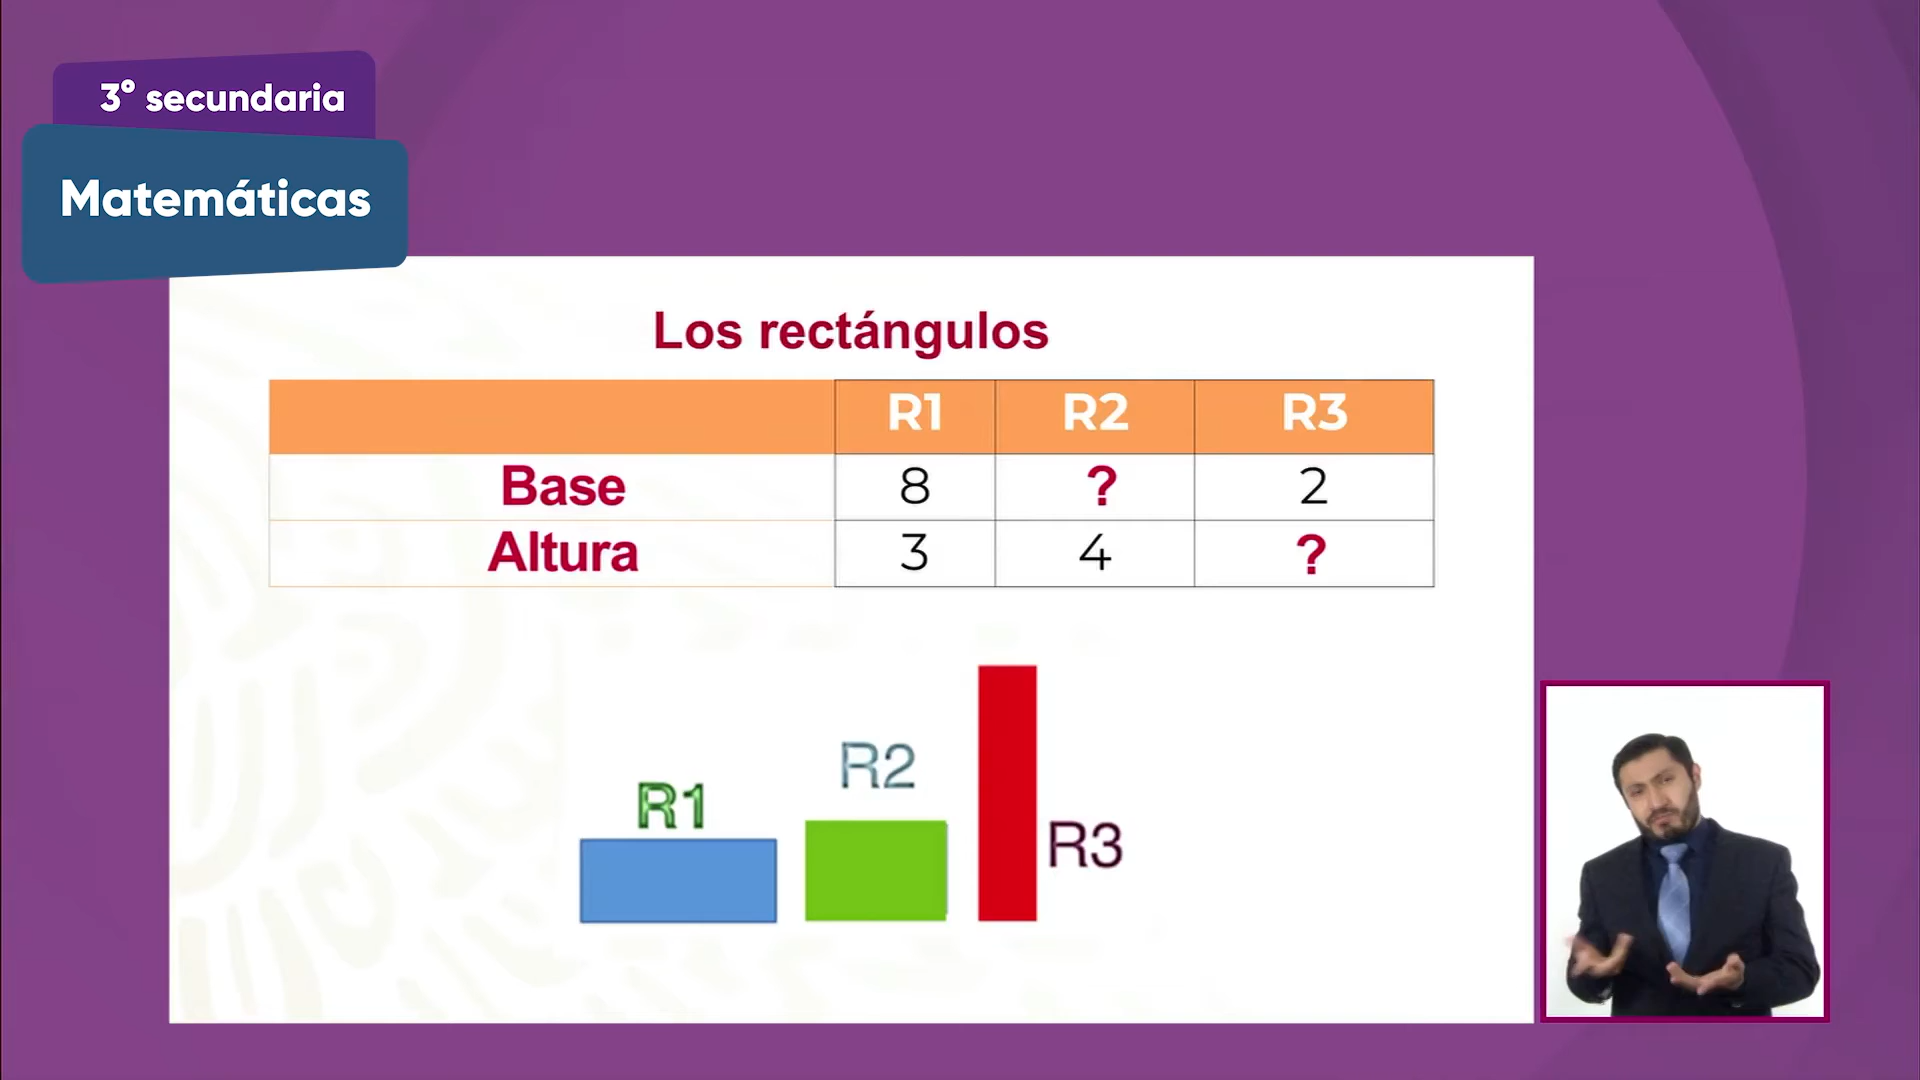 3° secundaria
Matemáticas
Los rectángulos
R1 R2 R3
Base 8 ? 2
Altura 3 4 ?
R1
R2
R3